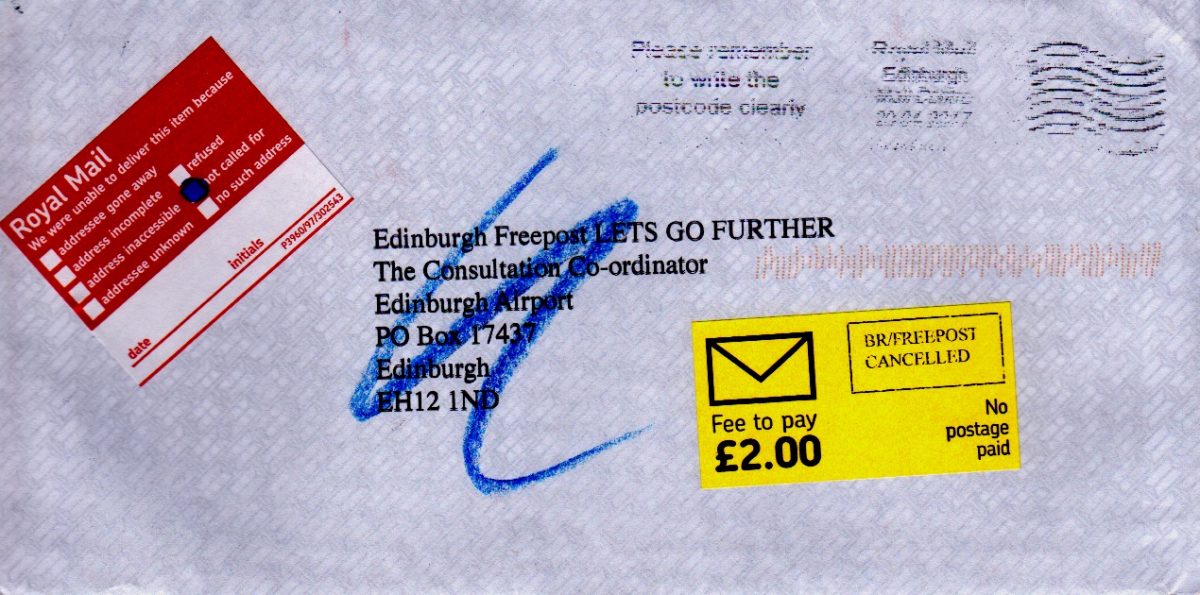 Please remember
to write the
postcode clearly
Royal Mail
Edinburgh
20-04-2017
Royal Mail
We were unable to deliver this item because
addressee gone away
address incomplete
address inaccessible
addressee unknown
refused
not called for
no such address
date
initials
P3960/97/302543
Edinburgh Freepost LETS GO FURTHER
The Consultation Co-ordinator
Edinburgh Airport
PO Box 17437
Edinburgh
EH12 1ND
BR/FREEPOST
CANCELLED
Fee to pay
£2.00
No
postage
paid